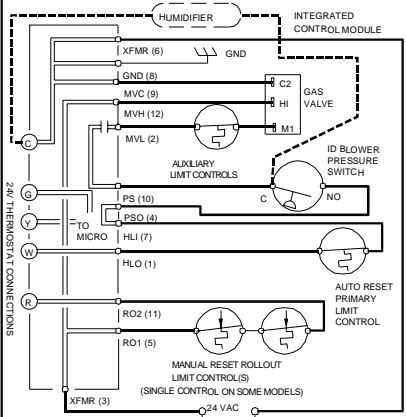 HUMIDIFIER
INTEGRATED
CONTROL MODULE
XFMR (6)
GND
GND (8)
MVC (9)
MVH (12)
MVL (2)
C2
HI
M1
GAS
VALVE
C
AUXILIARY
LIMIT CONTROLS
ID BLOWER
PRESSURE
SWITCH
C
NO
PS (10)
PSO (4)
HLI (7)
HLO (1)
G
Y
TO
MICRO
W
R
24V THERMOSTAT CONNECTIONS
AUTO RESET
PRIMARY
LIMIT
CONTROL
RO2 (11)
RO1 (5)
MANUAL RESET ROLLOUT
LIMIT CONTROL(S)
(SINGLE CONTROL ON SOME MODELS)
XFMR (3)
24 VAC